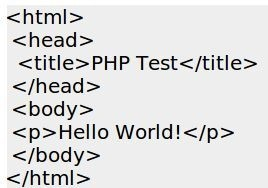 <html>
 <head>
  <title>PHP Test</title>
 </head>
 <body>
 <p>Hello World!</p>
 </body>
</html>